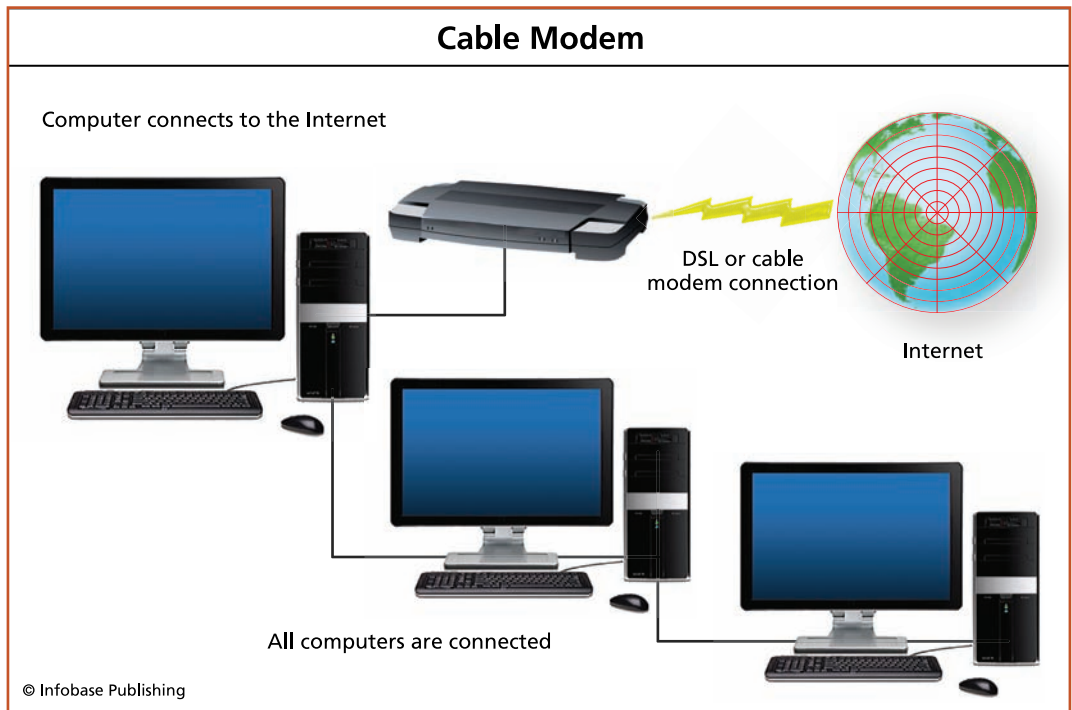 Cable Modem
Computer connects to the Internet
DSL or cable
modem connection
Internet
All computers are connected
© Infobase Publishing